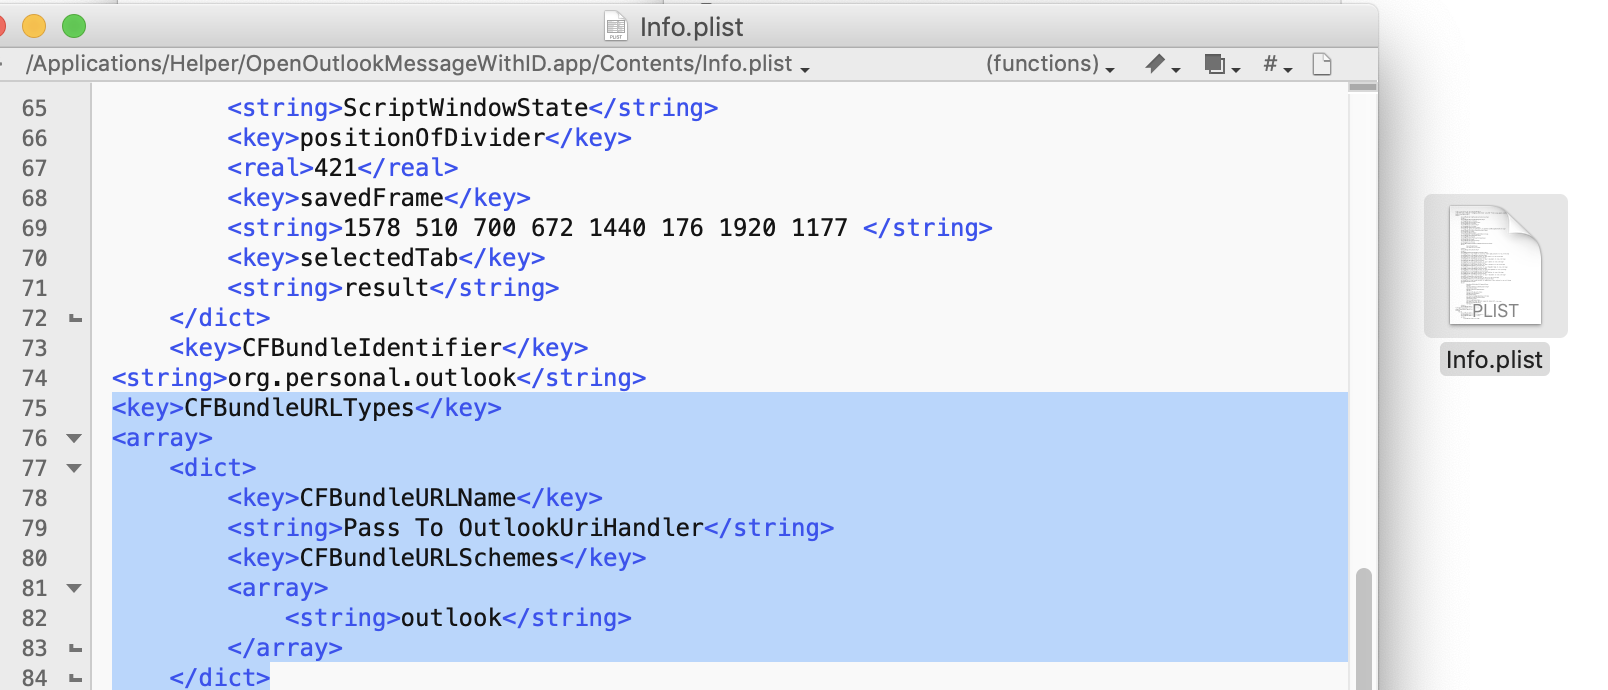 Info.plist
/Applications/Helper/OpenOutlookMessageWithID.app/Contents/Info.plist (functions) #
65 <string>ScriptWindowState</string>
66 <key>positionOfDivider</key>
67 <real>421</real>
68 <key>savedFrame</key>
69 <string>1578 510 700 672 1440 176 1920 1177 </string>
70 <key>selectedTab</key>
71 <string>result</string>
72 </dict>
73 <key>CFBundleIdentifier</key>
74 <string>org.personal.outlook</string>
75 <key>CFBundleURLTypes</key>
76 <array>
77 <dict>
78 <key>CFBundleURLName</key>
79 <string>Pass To OutlookUriHandler</string>
80 <key>CFBundleURLSchemes</key>
81 <array>
82 <string>outlook</string>
83 </array>
84 </dict>
PLIST
Info.plist